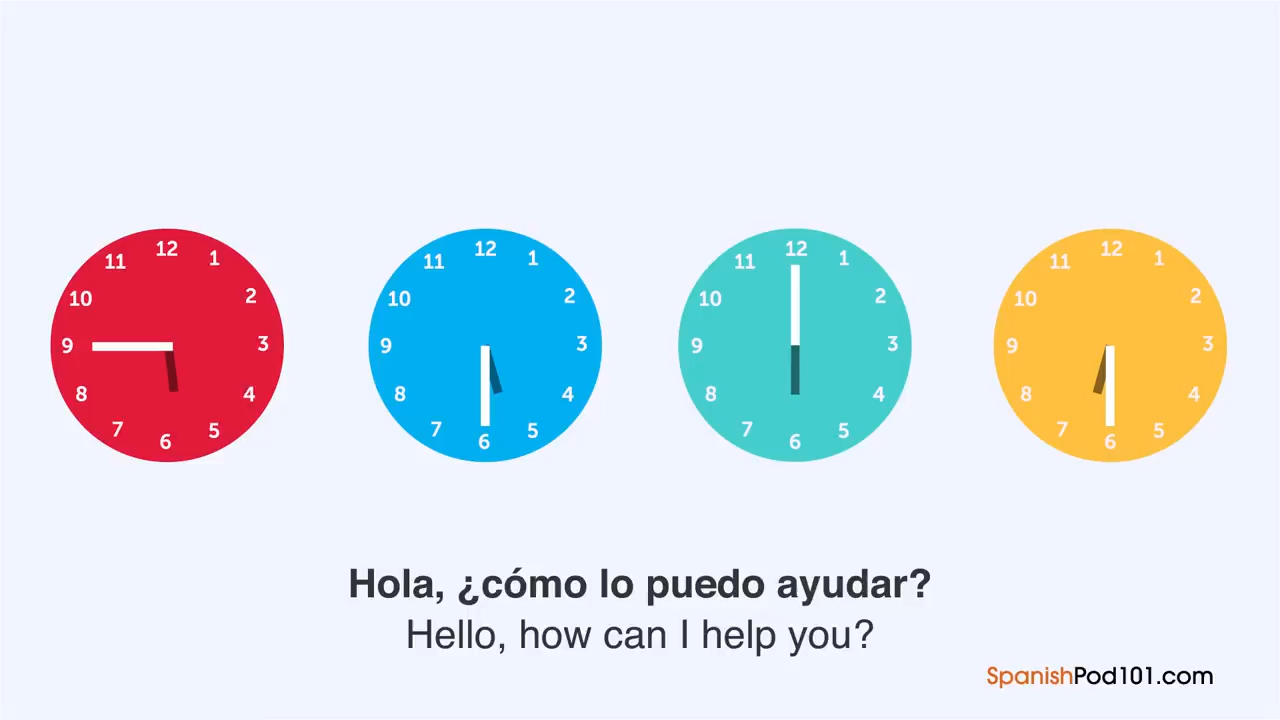 12 12 12 12
11 1 11 1 11 1 11 1
10 2 10 2 10 2 10 2
9 3 9 3 9 3 9 3
8 4 8 4 8 4 8 4
7 5 7 5 7 5 7 5
6 6 6 6
Hola, ¿cómo lo puedo ayudar?
Hello, how can I help you?
SpanishPod101.com